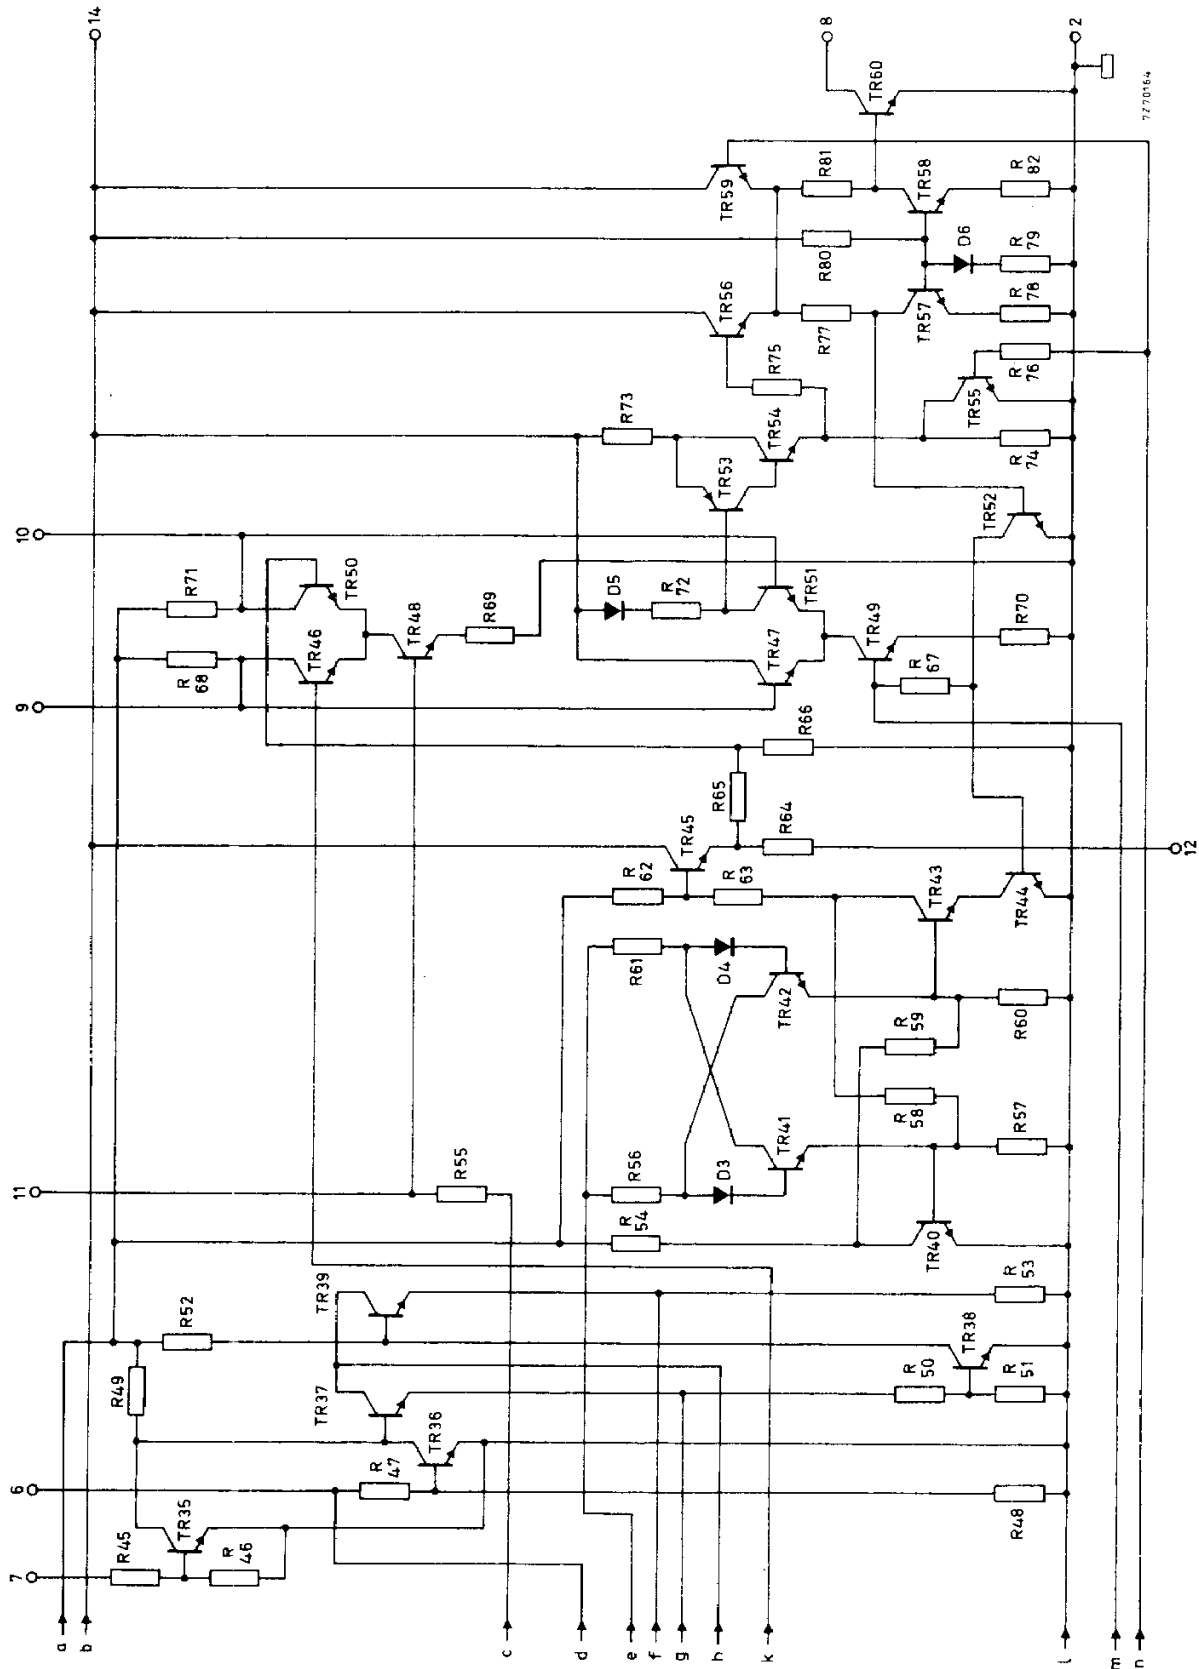 7
6
11
9
10
a
b
14
R45
R49
R52
R
68
R71
TR35
R
46
TR37
TR39
TR46
TR50
R
47
TR36
TR48
R55
R69
c
d
R
54
R56
R61
R
62
D5
R73
e
f
g
h
k
D3
D4
R
63
TR45
R65
R
72
TR53
TR56
TR59
TR41
TR42
R64
R66
TR47
TR51
TR54
R75
R77
R80
R81
TR60
8
R
50
TR40
R
58
R
59
TR43
TR49
R
67
TR57
D6
TR58
R48
TR38
R
51
R
53
R57
R60
TR44
R70
TR52
R
74
TR55
R
76
R
78
R
79
R
82
l
2
m
n
12
7Z70164